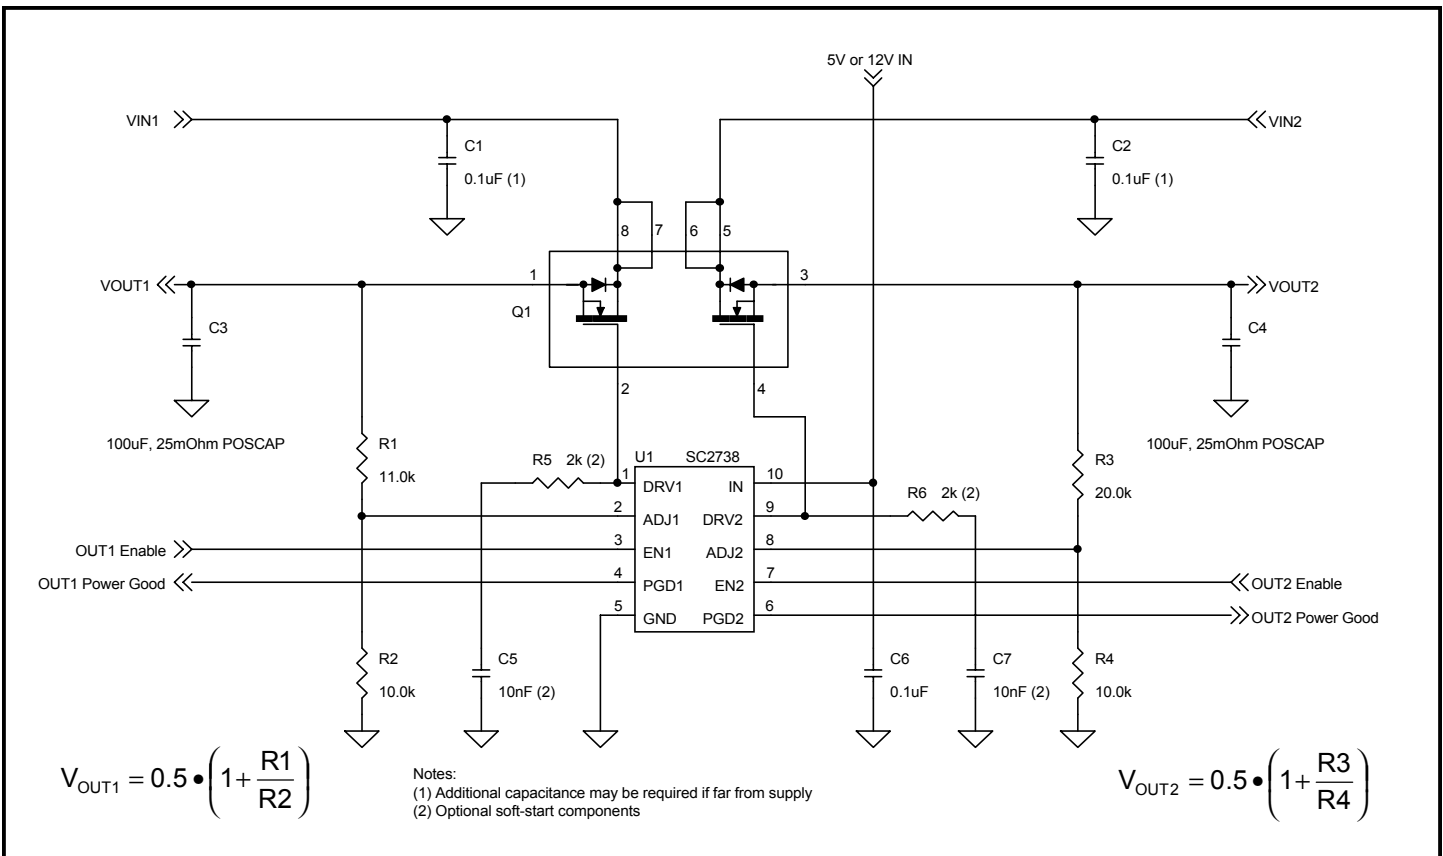 5V or 12V IN
VIN1
VIN2
C1
0.1uF (1)
C2
0.1uF (1)
8 7 6 5
VOUT1
1
3
VOUT2
Q1
C3
C4
2
4
100uF, 25mOhm POSCAP
100uF, 25mOhm POSCAP
R1
11.0k
R3
20.0k
R5 2k (2)
U1 SC2738
R6 2k (2)
1 DRV1 IN 10
2 ADJ1 DRV2 9
3 EN1 ADJ2 8
4 PGD1 EN2 7
5 GND PGD2 6
OUT1 Enable
OUT1 Power Good
OUT2 Enable
OUT2 Power Good
R2
10.0k
C5
10nF (2)
C6
0.1uF
C7
10nF (2)
R4
10.0k
VOUT1 = 0.5 • (1 + R1/R2)
Notes:
(1) Additional capacitance may be required if far from supply
(2) Optional soft-start components
VOUT2 = 0.5 • (1 + R3/R4)